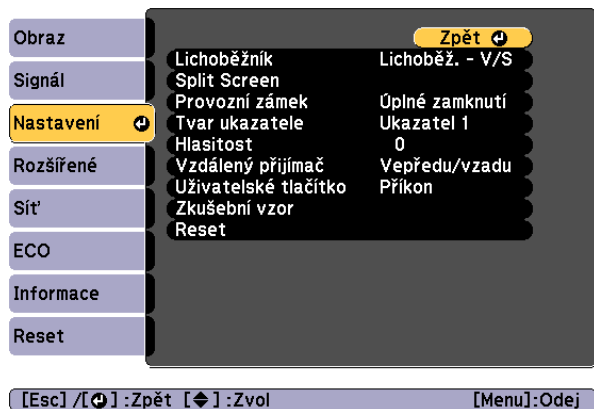 Obraz
Signál
Nastavení
Rozšířené
Síť
ECO
Informace
Reset
Zpět
Lichoběžník Lichoběž. - V/S
Split Screen
Provozní zámek Úplné zamknutí
Tvar ukazatele Ukazatel 1
Hlasitost 0
Vzdálený přijímač Vepředu/vzadu
Uživatelské tlačítko Příkon
Zkušební vzor
Reset
[Esc] /[ ] :Zpět [ ] :Zvol [Menu]:Odej